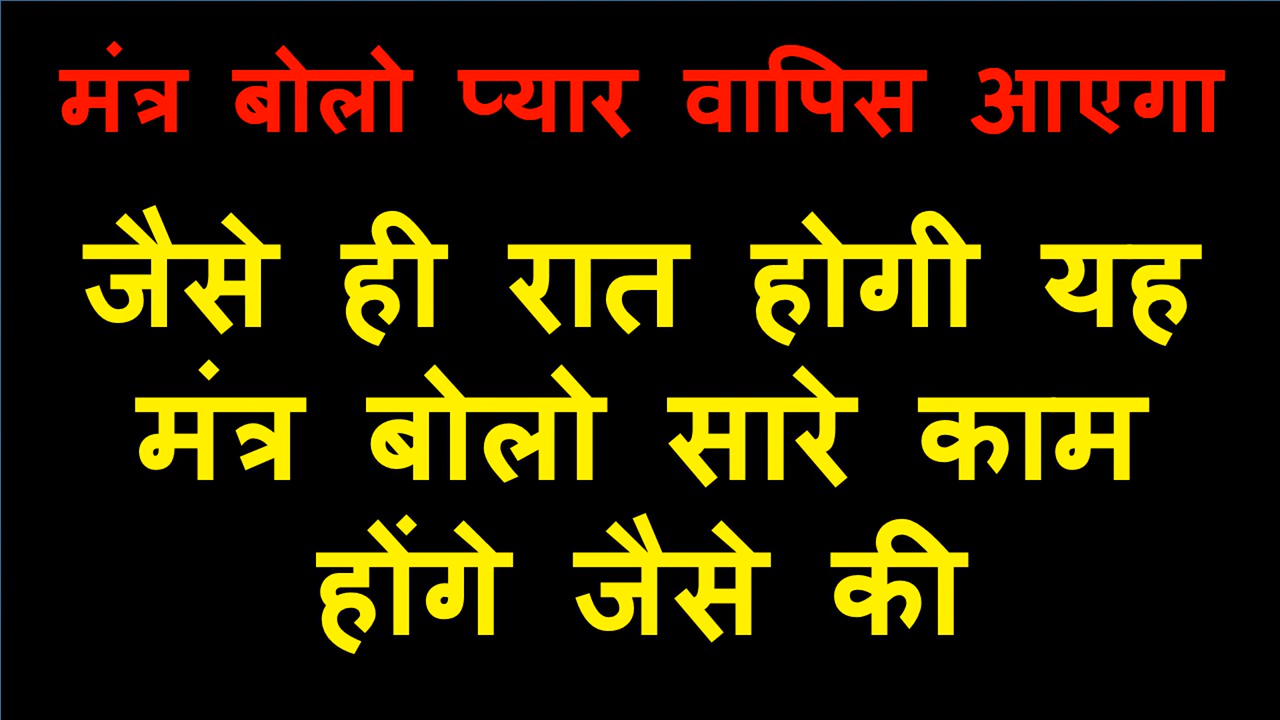 मंत्र बोलो प्यार वापिस आएगा
जैसे ही रात होगी यह
मंत्र बोलो सारे काम
होंगे जैसे की